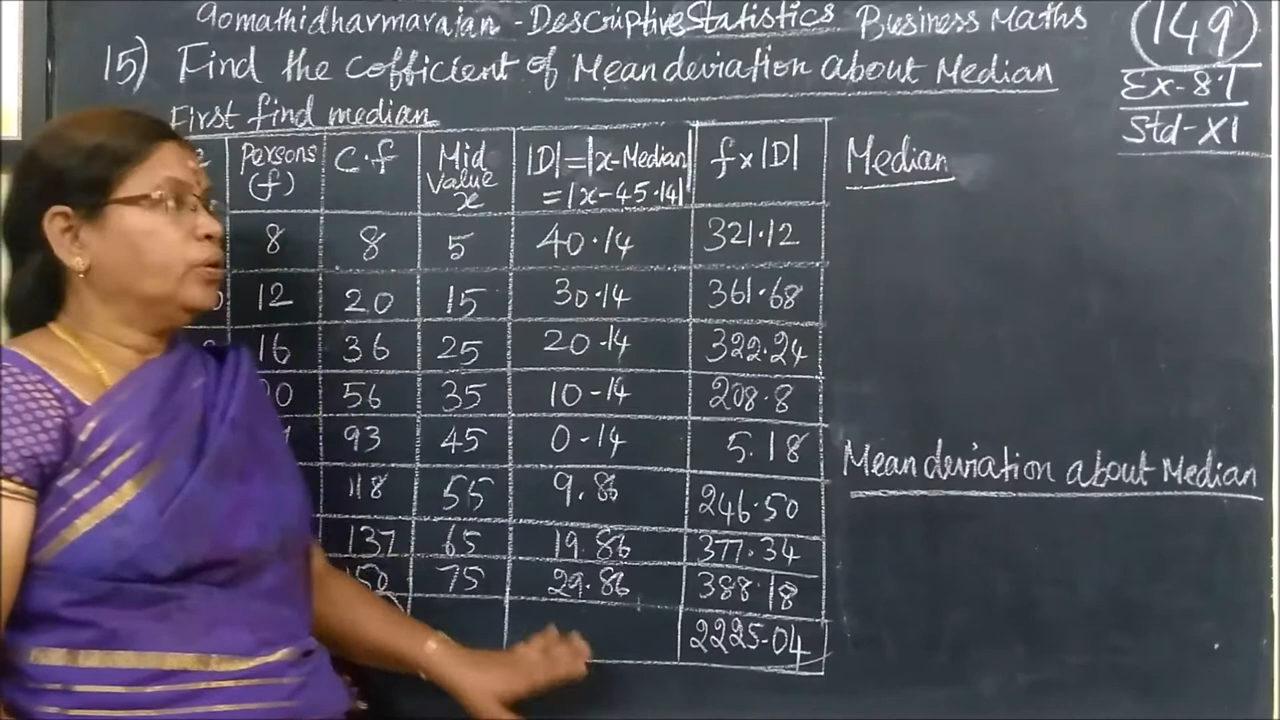 gomathidharmarajan - Descriptive Statistics Business Maths
(149)
Ex-8.1
Std-XI
15) Find the cofficient of Mean deviation about Median
First find median
Persons (f) C.f Mid Value x |D|=|x-Median| =|x-45.14| f x |D|
8 8 5 40.14 321.12
12 20 15 30.14 361.68
16 36 25 20.14 322.24
56 35 10-14 208.8
93 45 0-14 5.18
118 55 9.86 246.50
137 65 19.86 377.34
150 75 29.86 388.18
2225.04
Median
Mean deviation about Median